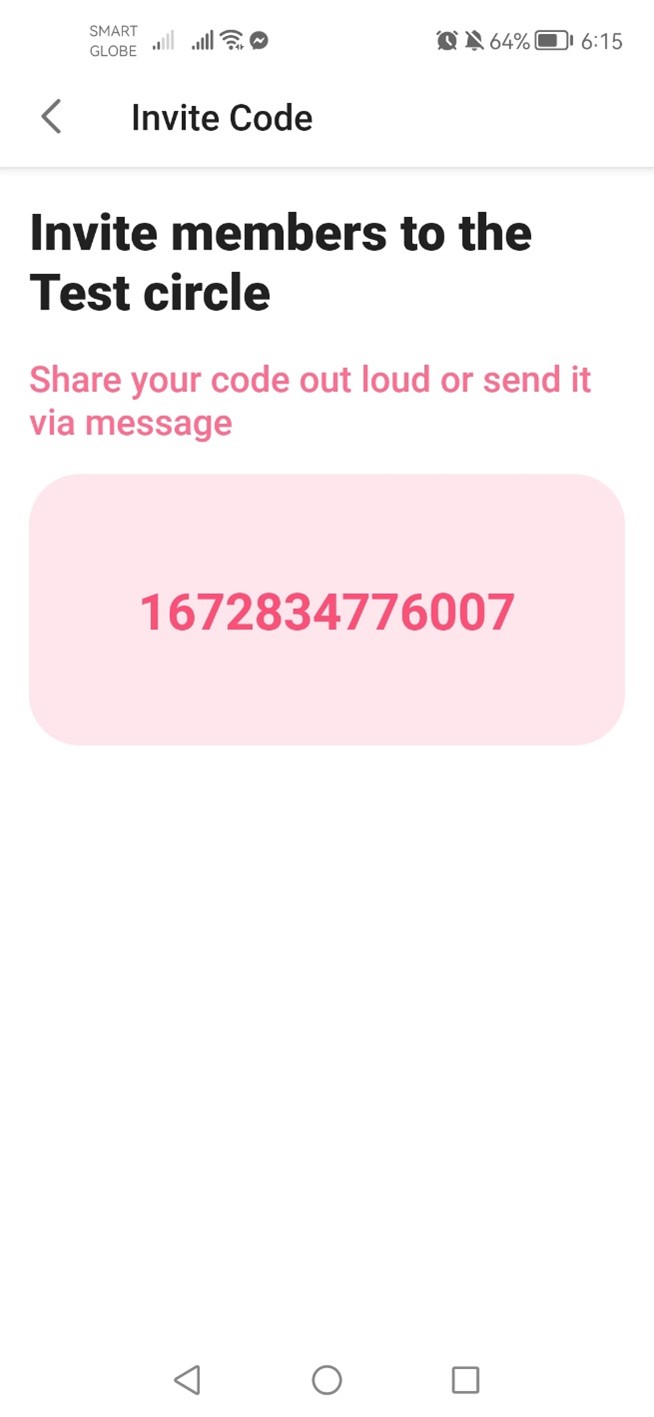 SMART
GLOBE
64% 6:15
Invite Code
Invite members to the
Test circle
Share your code out loud or send it
via message
1672834776007